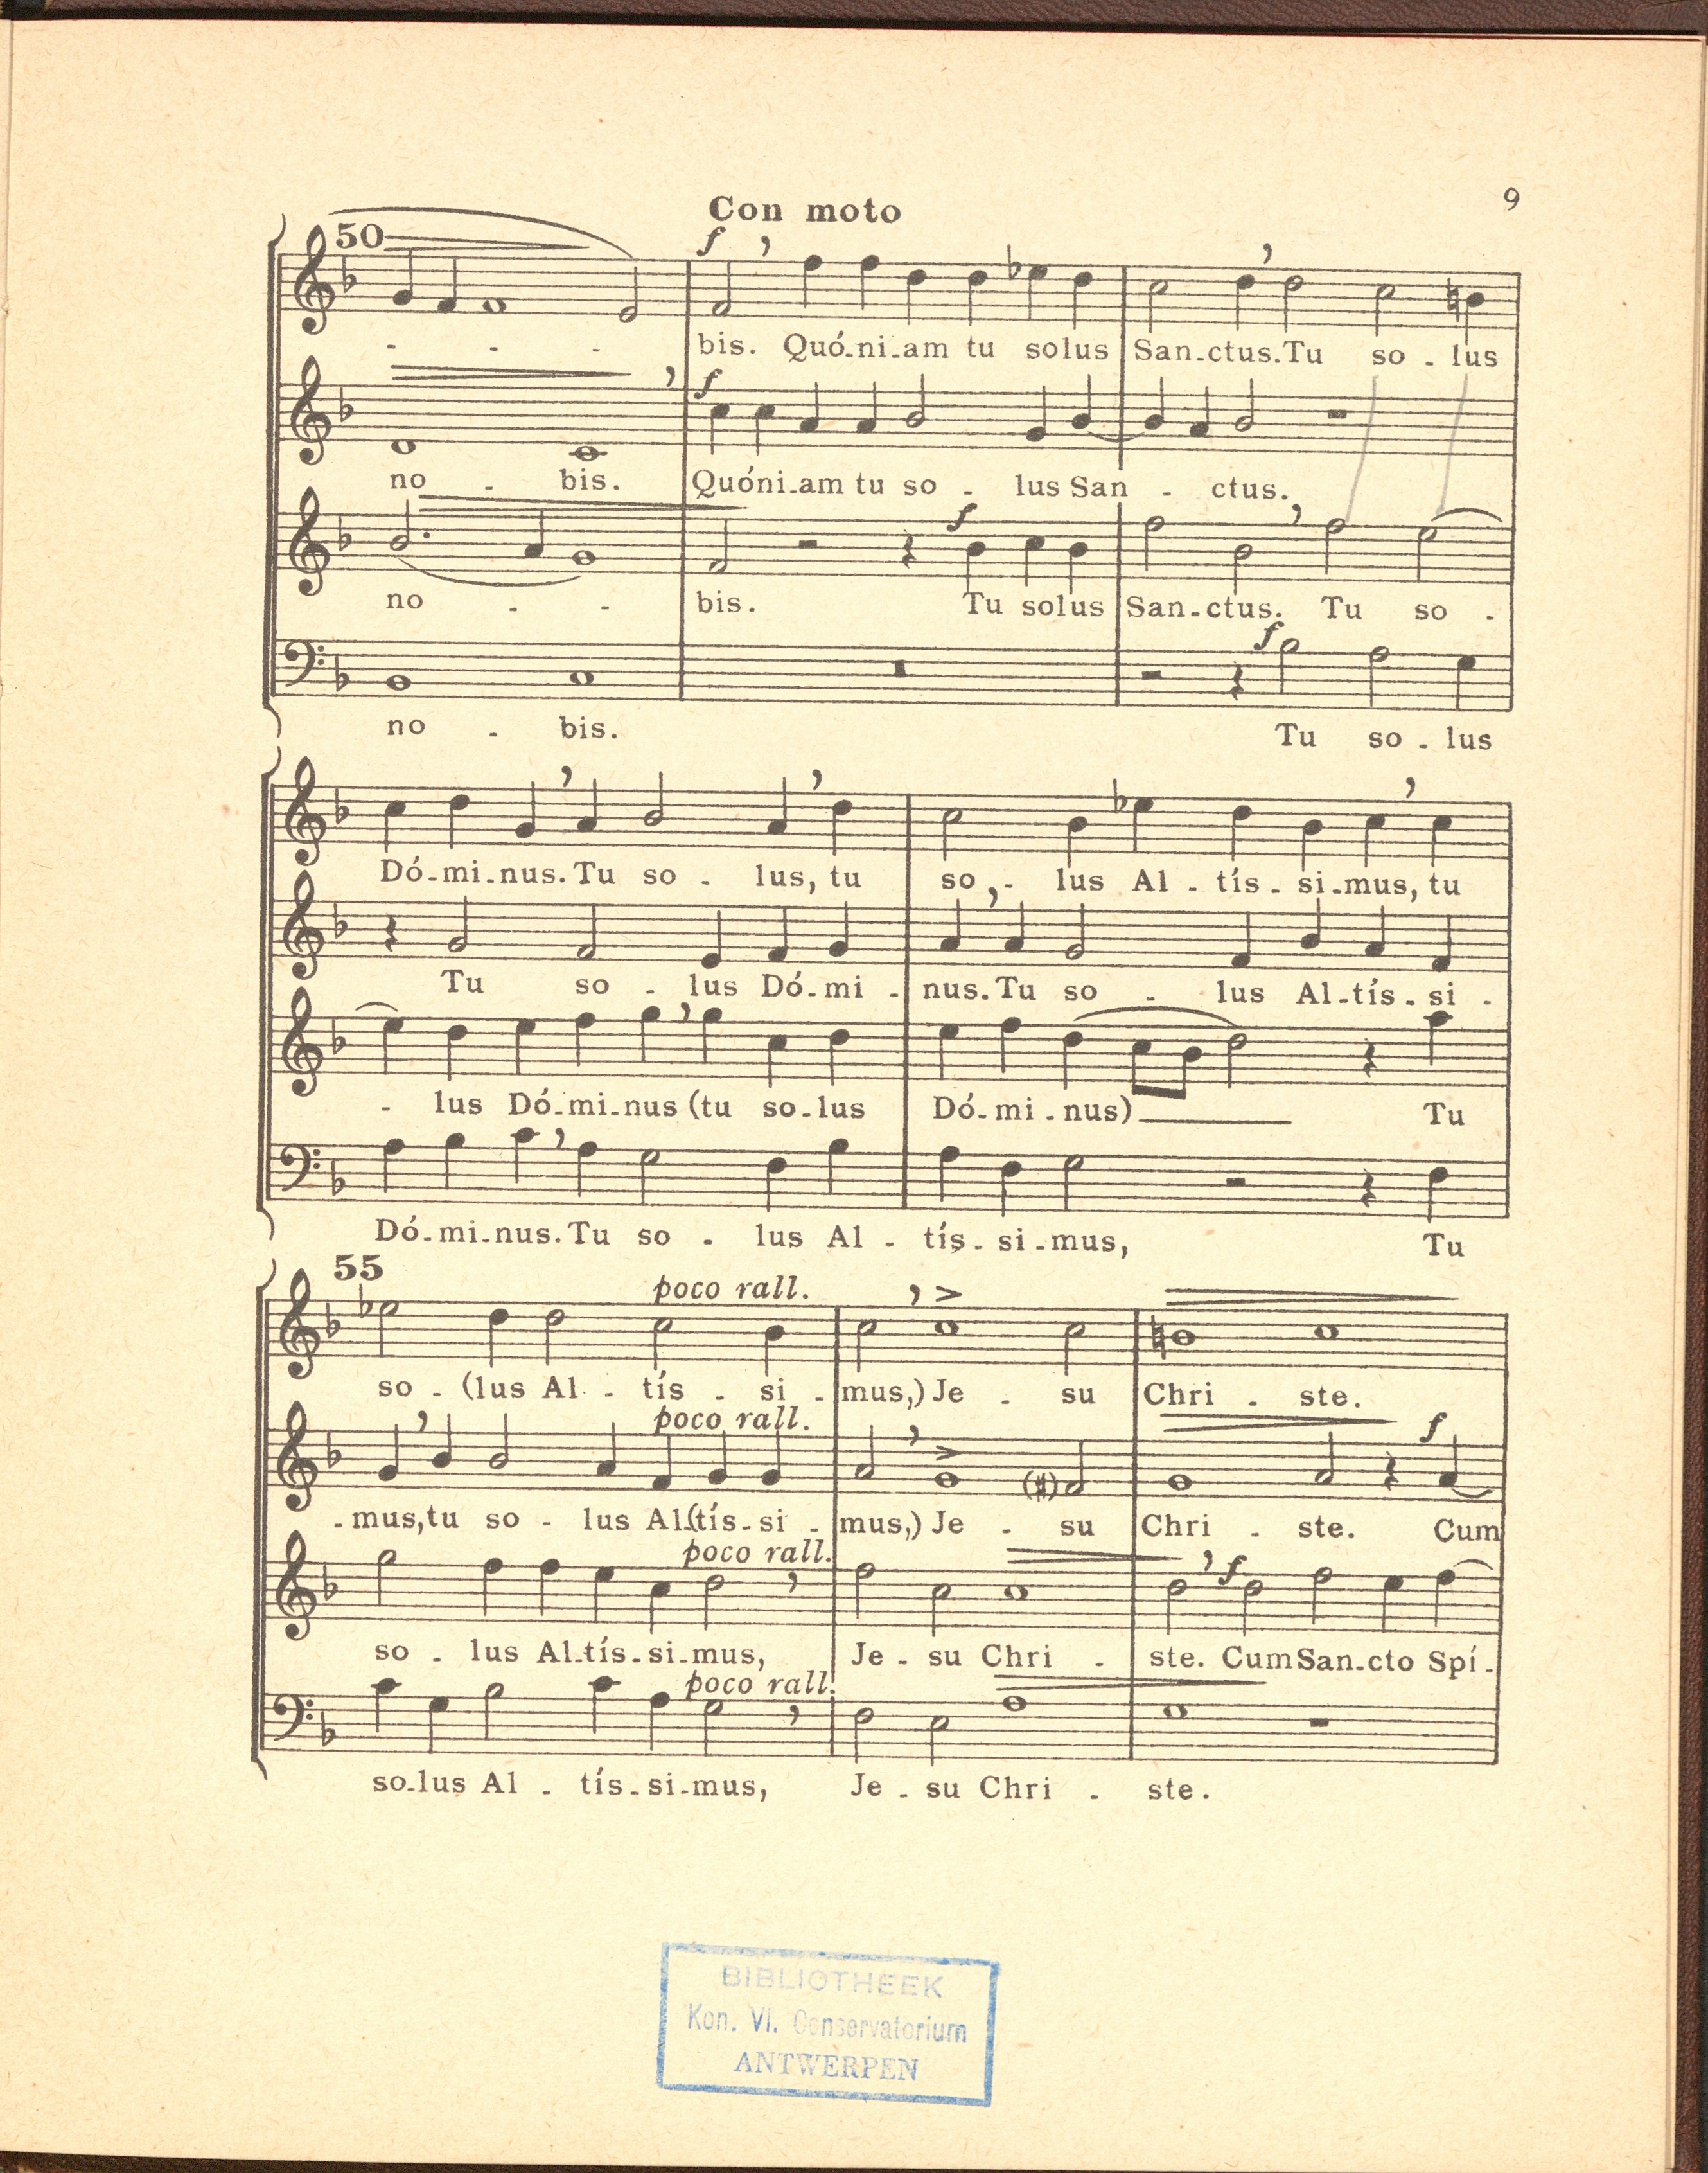 9
Con moto
50
f
- - - bis. Quó-ni-am tu solus San-ctus. Tu so - lus
f
no - bis. Quóni-am tu so - lus San - ctus.
f
no - - bis. Tu solus San-ctus. Tu so -
f
no - bis. Tu so - lus
Dó-mi-nus. Tu so - lus, tu so - lus Al - tís - si-mus, tu
Tu so - lus Dó-mi - nus. Tu so - lus Al-tís-si -
- lus Dó-mi-nus (tu so-lus Dó-mi-nus) Tu
Dó-mi-nus. Tu so - lus Al - tís-si-mus, Tu
55
poco rall.
so - (lus Al - tís - si - mus,) Je - su Chri - ste.
poco rall.
f
-mus, tu so - lus Al-(tís-si - mus,) Je - su Chri - ste. Cum
poco rall.
f
so - lus Al-tís-si-mus, Je - su Chri - ste. Cum San-cto Spí-
poco rall.
so-lus Al - tís-si-mus, Je - su Chri - ste.
BIBLIOTHEEK
Kon. Vl. Conservatorium
ANTWERPEN